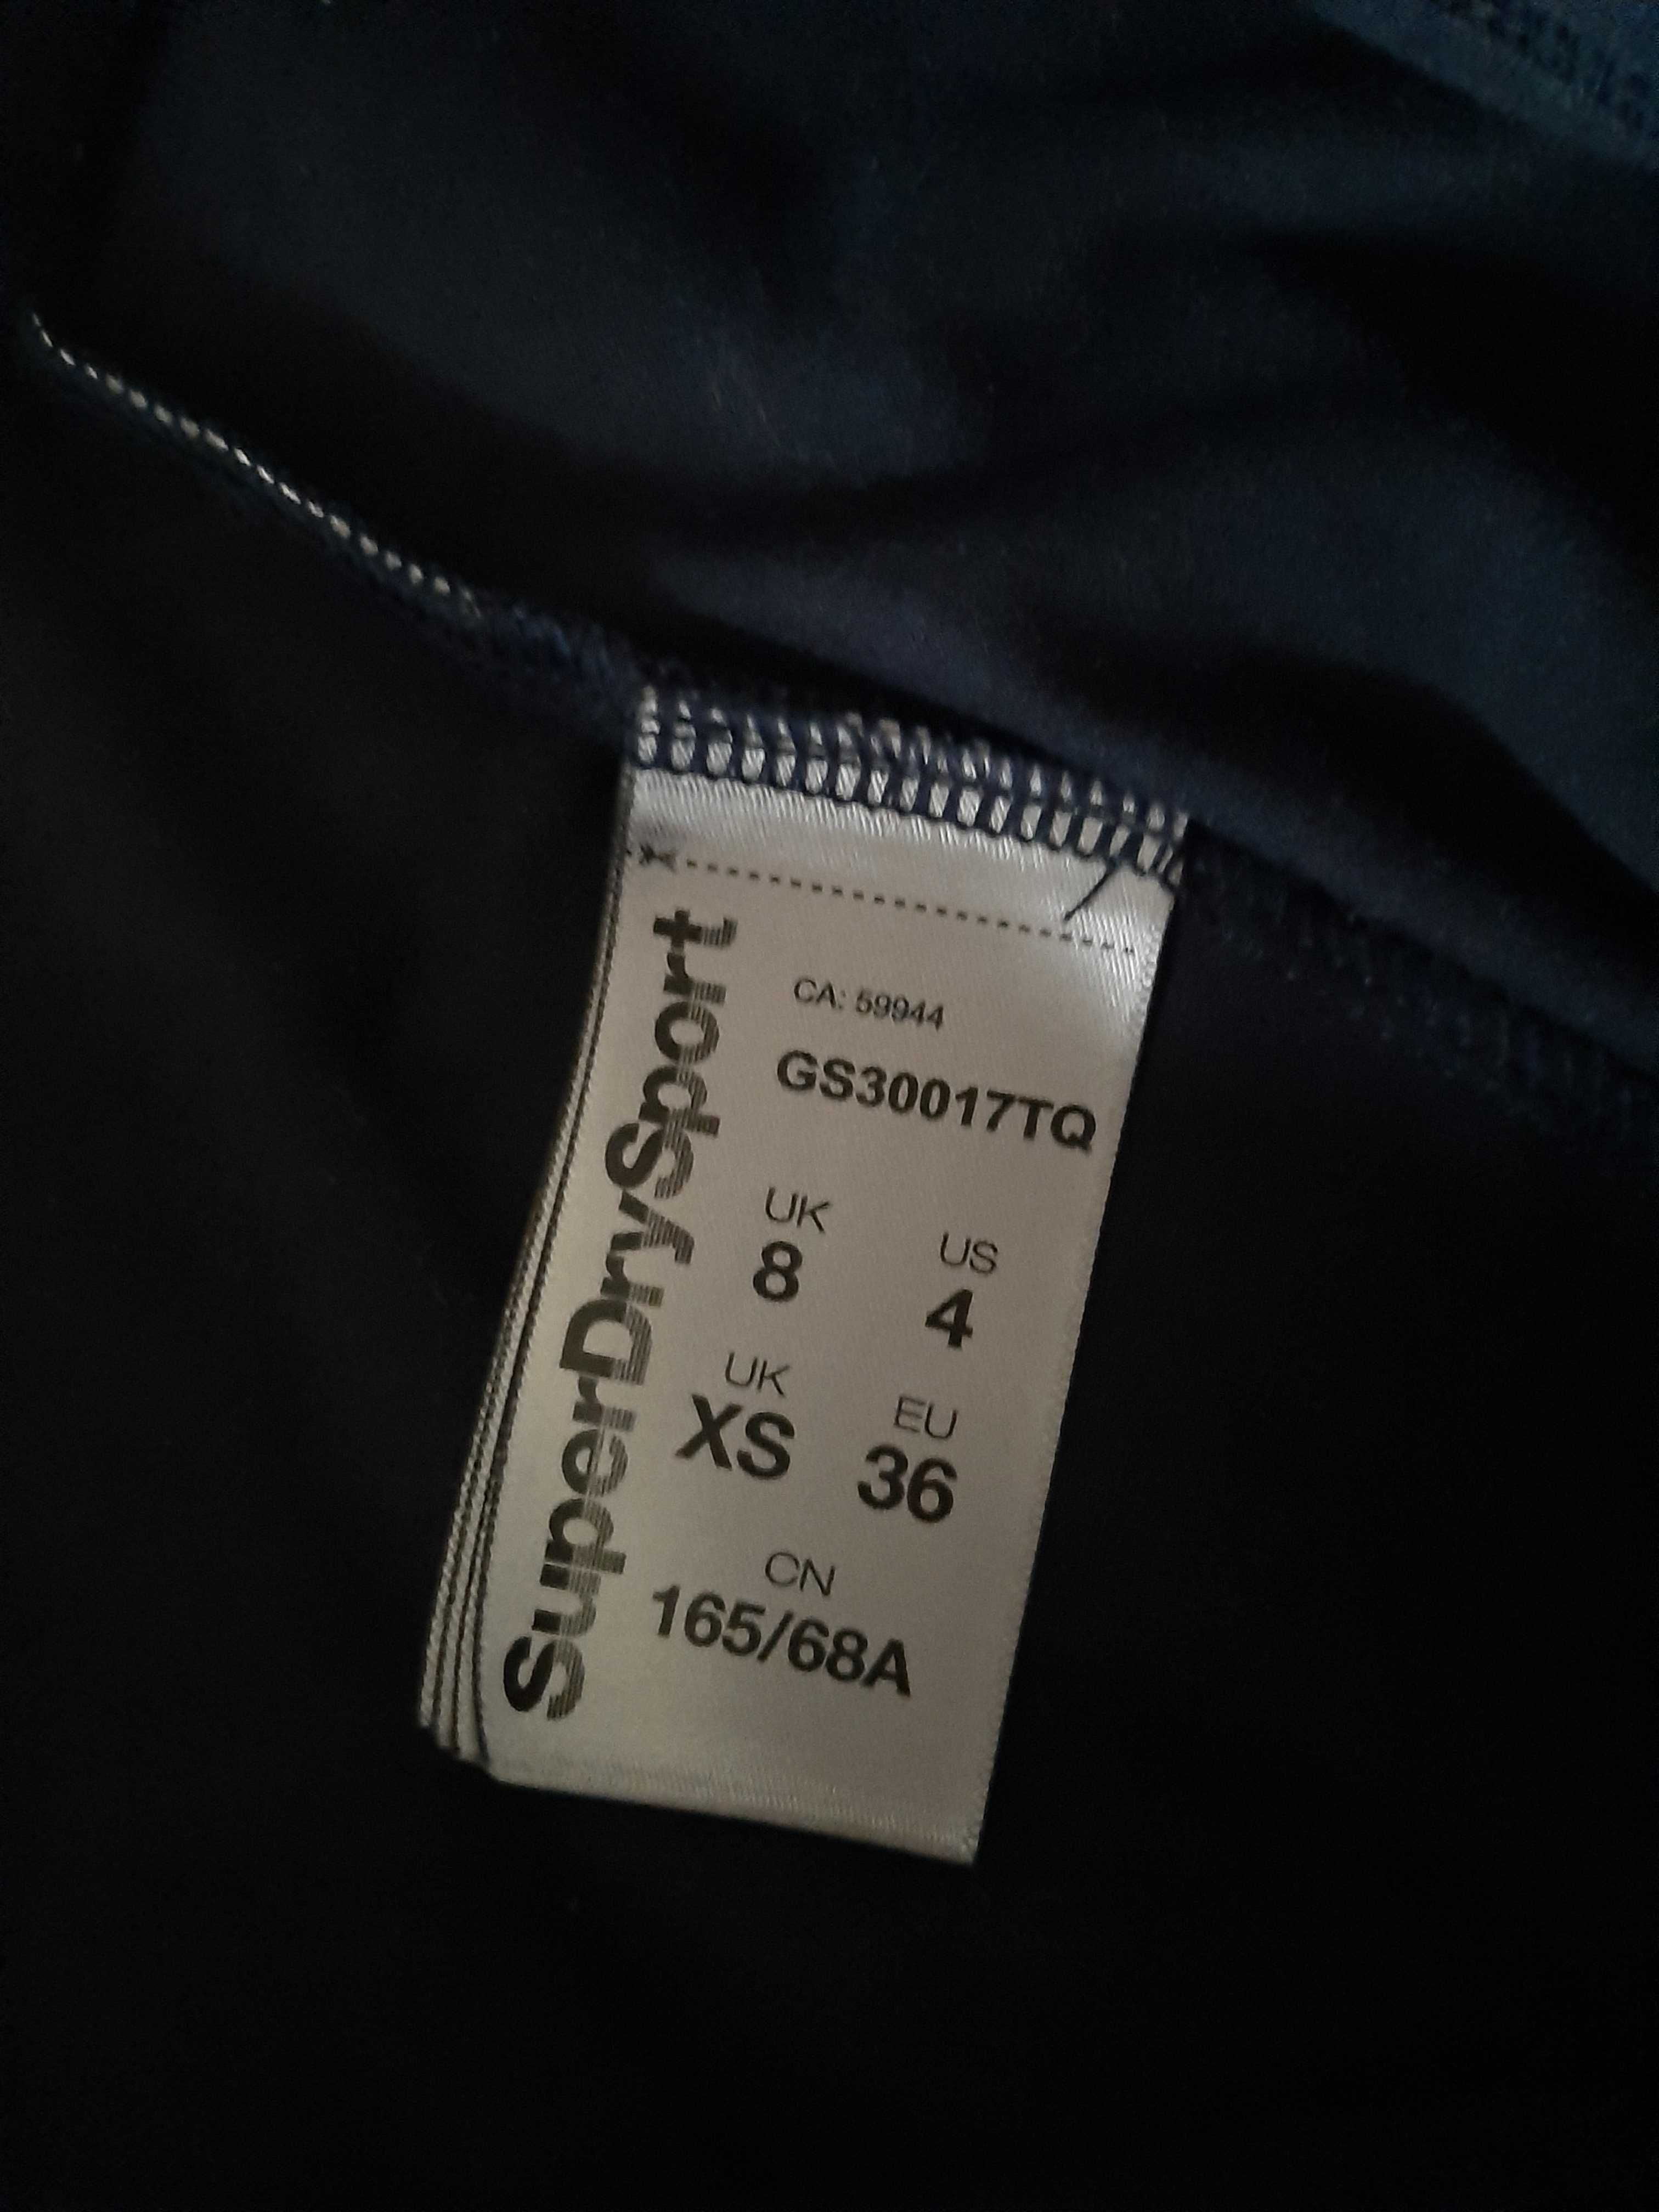 SuperDrySport
CA: 59944
GS30017TQ
UK US
8 4
UK EU
XS 36
CN
165/68A